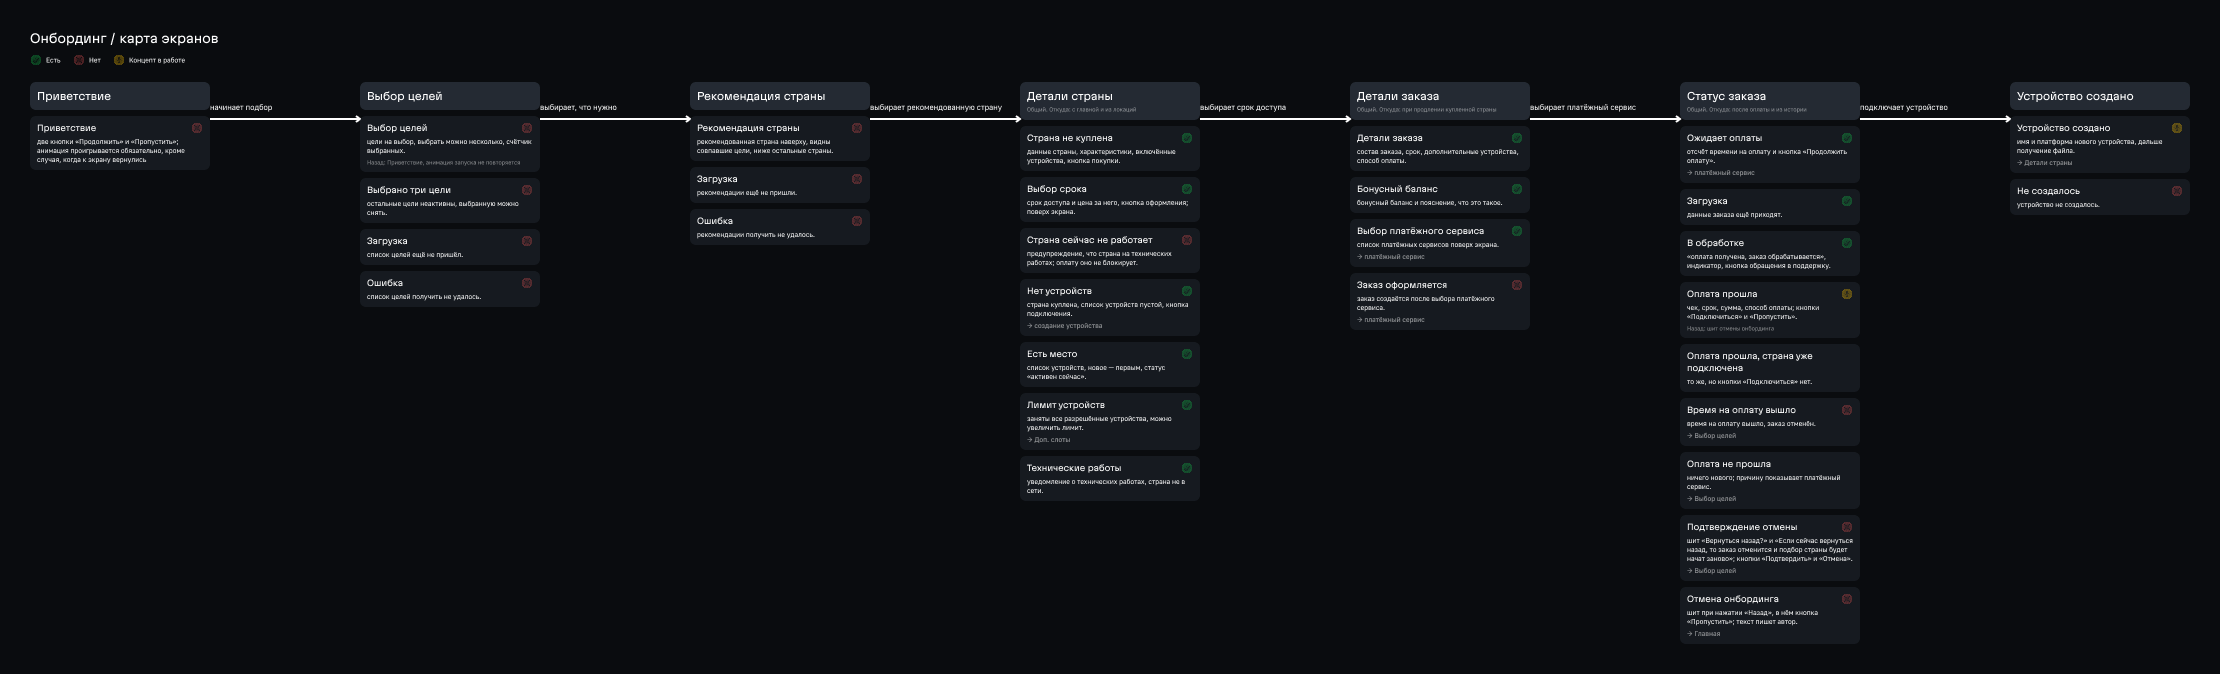 Онбординг / карта экранов
Есть
Нет
Концепт в работе
Приветствие
начинает подбор
Приветствие
две кнопки «Продолжить» и «Пропустить»;
анимация проигрывается обязательно, кроме
случая, когда к экрану вернулись
Выбор целей
выбирает, что нужно
Выбор целей
цели на выбор, выбрать можно несколько, счётчик
выбранных.
Назад: Приветствие, анимация запуска не повторяется
Выбрано три цели
остальные цели неактивны, выбранную можно
снять.
Загрузка
список целей ещё не пришёл.
Ошибка
список целей получить не удалось.
Рекомендация страны
выбирает рекомендованную страну
Рекомендация страны
рекомендованная страна наверху, видны
совпавшие цели, ниже остальные страны.
Загрузка
рекомендации ещё не пришли.
Ошибка
рекомендации получить не удалось.
Детали страны
Общий. Откуда: с главной и из локаций
выбирает срок доступа
Страна не куплена
данные страны, характеристики, включённые
устройства, кнопка покупки.
Выбор срока
срок доступа и цена за него, кнопка оформления;
поверх экрана.
Страна сейчас не работает
предупреждение, что страна на технических
работах; оплату оно не блокирует.
Нет устройств
страна куплена, список устройств пустой, кнопка
подключения.
→ создание устройства
Есть место
список устройств, новое — первым, статус
«активен сейчас».
Лимит устройств
заняты все разрешённые устройства, можно
увеличить лимит.
→ Доп. слоты
Технические работы
уведомление о технических работах, страна не в
сети.
Детали заказа
Общий. Откуда: при продлении купленной страны
выбирает платёжный сервис
Детали заказа
состав заказа, срок, дополнительные устройства,
способ оплаты.
Бонусный баланс
бонусный баланс и пояснение, что это такое.
Выбор платёжного сервиса
список платёжных сервисов поверх экрана.
→ платёжный сервис
Заказ оформляется
заказ создаётся после выбора платёжного
сервиса.
→ платёжный сервис
Статус заказа
Общий. Откуда: после оплаты и из истории
подключает устройство
Ожидает оплаты
отсчёт времени на оплату и кнопка «Продолжить
оплату».
→ платёжный сервис
Загрузка
данные заказа ещё приходят.
В обработке
«оплата получена, заказ обрабатывается»,
индикатор, кнопка обращения в поддержку.
Оплата прошла
чек, срок, сумма, способ оплаты; кнопки
«Подключиться» и «Пропустить».
Назад: шит отмены онбординга
Оплата прошла, страна уже
подключена
то же, но кнопки «Подключиться» нет.
Время на оплату вышло
время на оплату вышло, заказ отменён.
→ Выбор целей
Оплата не прошла
ничего нового; причину показывает платёжный
сервис.
→ Выбор целей
Подтверждение отмены
шит «Вернуться назад?» и «Если сейчас вернуться
назад, то заказ отменится и подбор страны будет
начат заново»; кнопки «Подтвердить» и «Отмена».
→ Выбор целей
Отмена онбординга
шит при нажатии «Назад», в нём кнопка
«Пропустить»; текст пишет автор.
→ Главная
Устройство создано
Устройство создано
имя и платформа нового устройства, дальше
получение файла.
→ Детали страны
Не создалось
устройство не создалось.